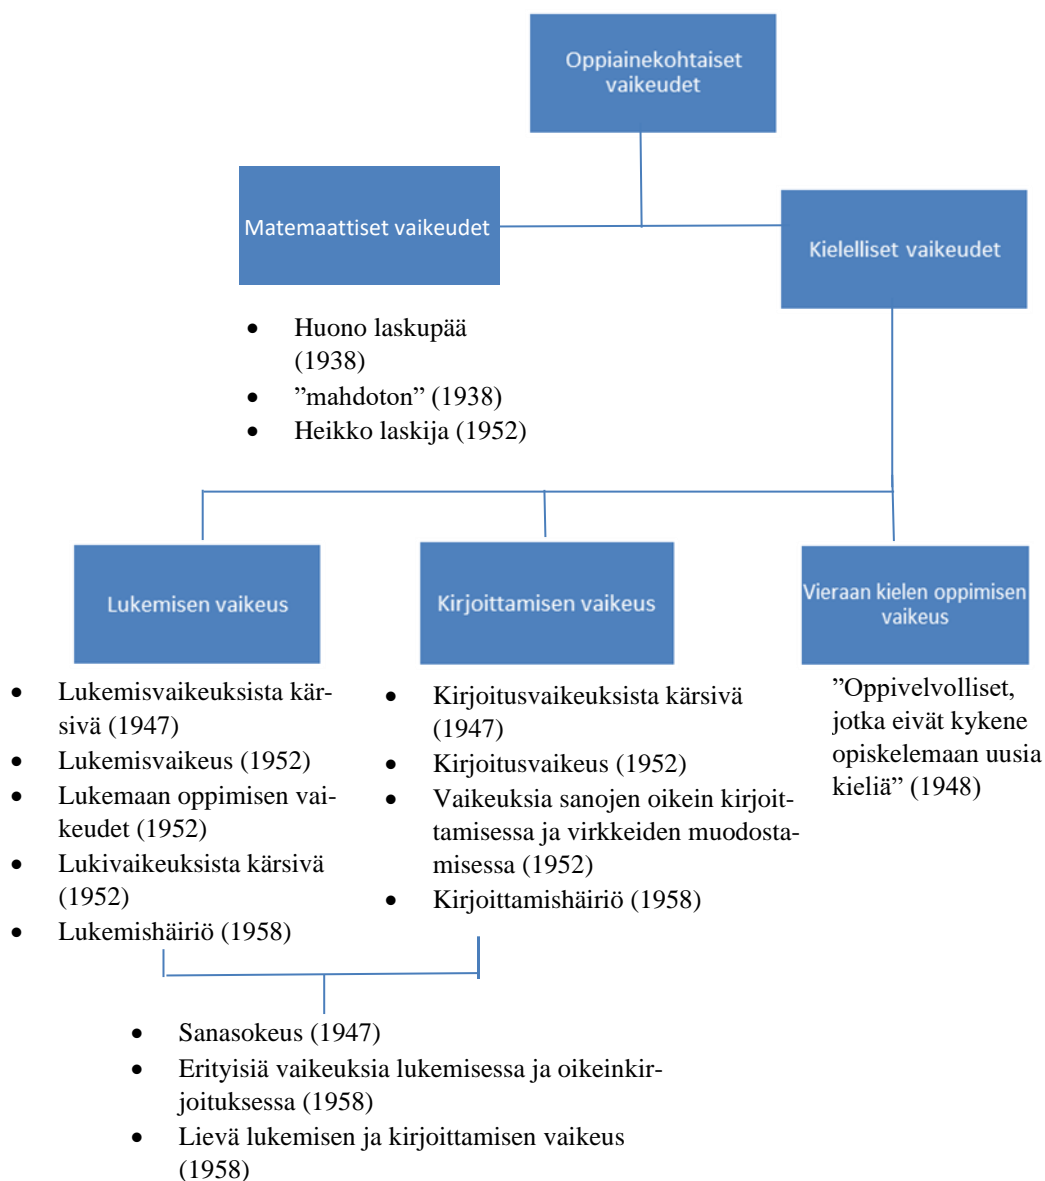 Oppiainekohtaiset
vaikeudet
Matemaattiset vaikeudet
Kielelliset vaikeudet
• Huono laskupää
(1938)
• ”mahdoton” (1938)
• Heikko laskija (1952)
Lukemisen vaikeus
Kirjoittamisen vaikeus
Vieraan kielen oppimisen
vaikeus
• Lukemisvaikeuksista kär-
sivä (1947)
• Lukemisvaikeus (1952)
• Lukemaan oppimisen vai-
keudet (1952)
• Lukivaikeuksista kärsivä
(1952)
• Lukemishäiriö (1958)
• Kirjoitusvaikeuksista kärsivä
(1947)
• Kirjoitusvaikeus (1952)
• Vaikeuksia sanojen oikein kirjoit-
tamisessa ja virkkeiden muodosta-
misessa (1952)
• Kirjoittamishäiriö (1958)
”Oppivelvolliset,
jotka eivät kykene
opiskelemaan uusia
kieliä” (1948)
• Sanasokeus (1947)
• Erityisiä vaikeuksia lukemisessa ja oikeinkir-
joituksessa (1958)
• Lievä lukemisen ja kirjoittamisen vaikeus
(1958)